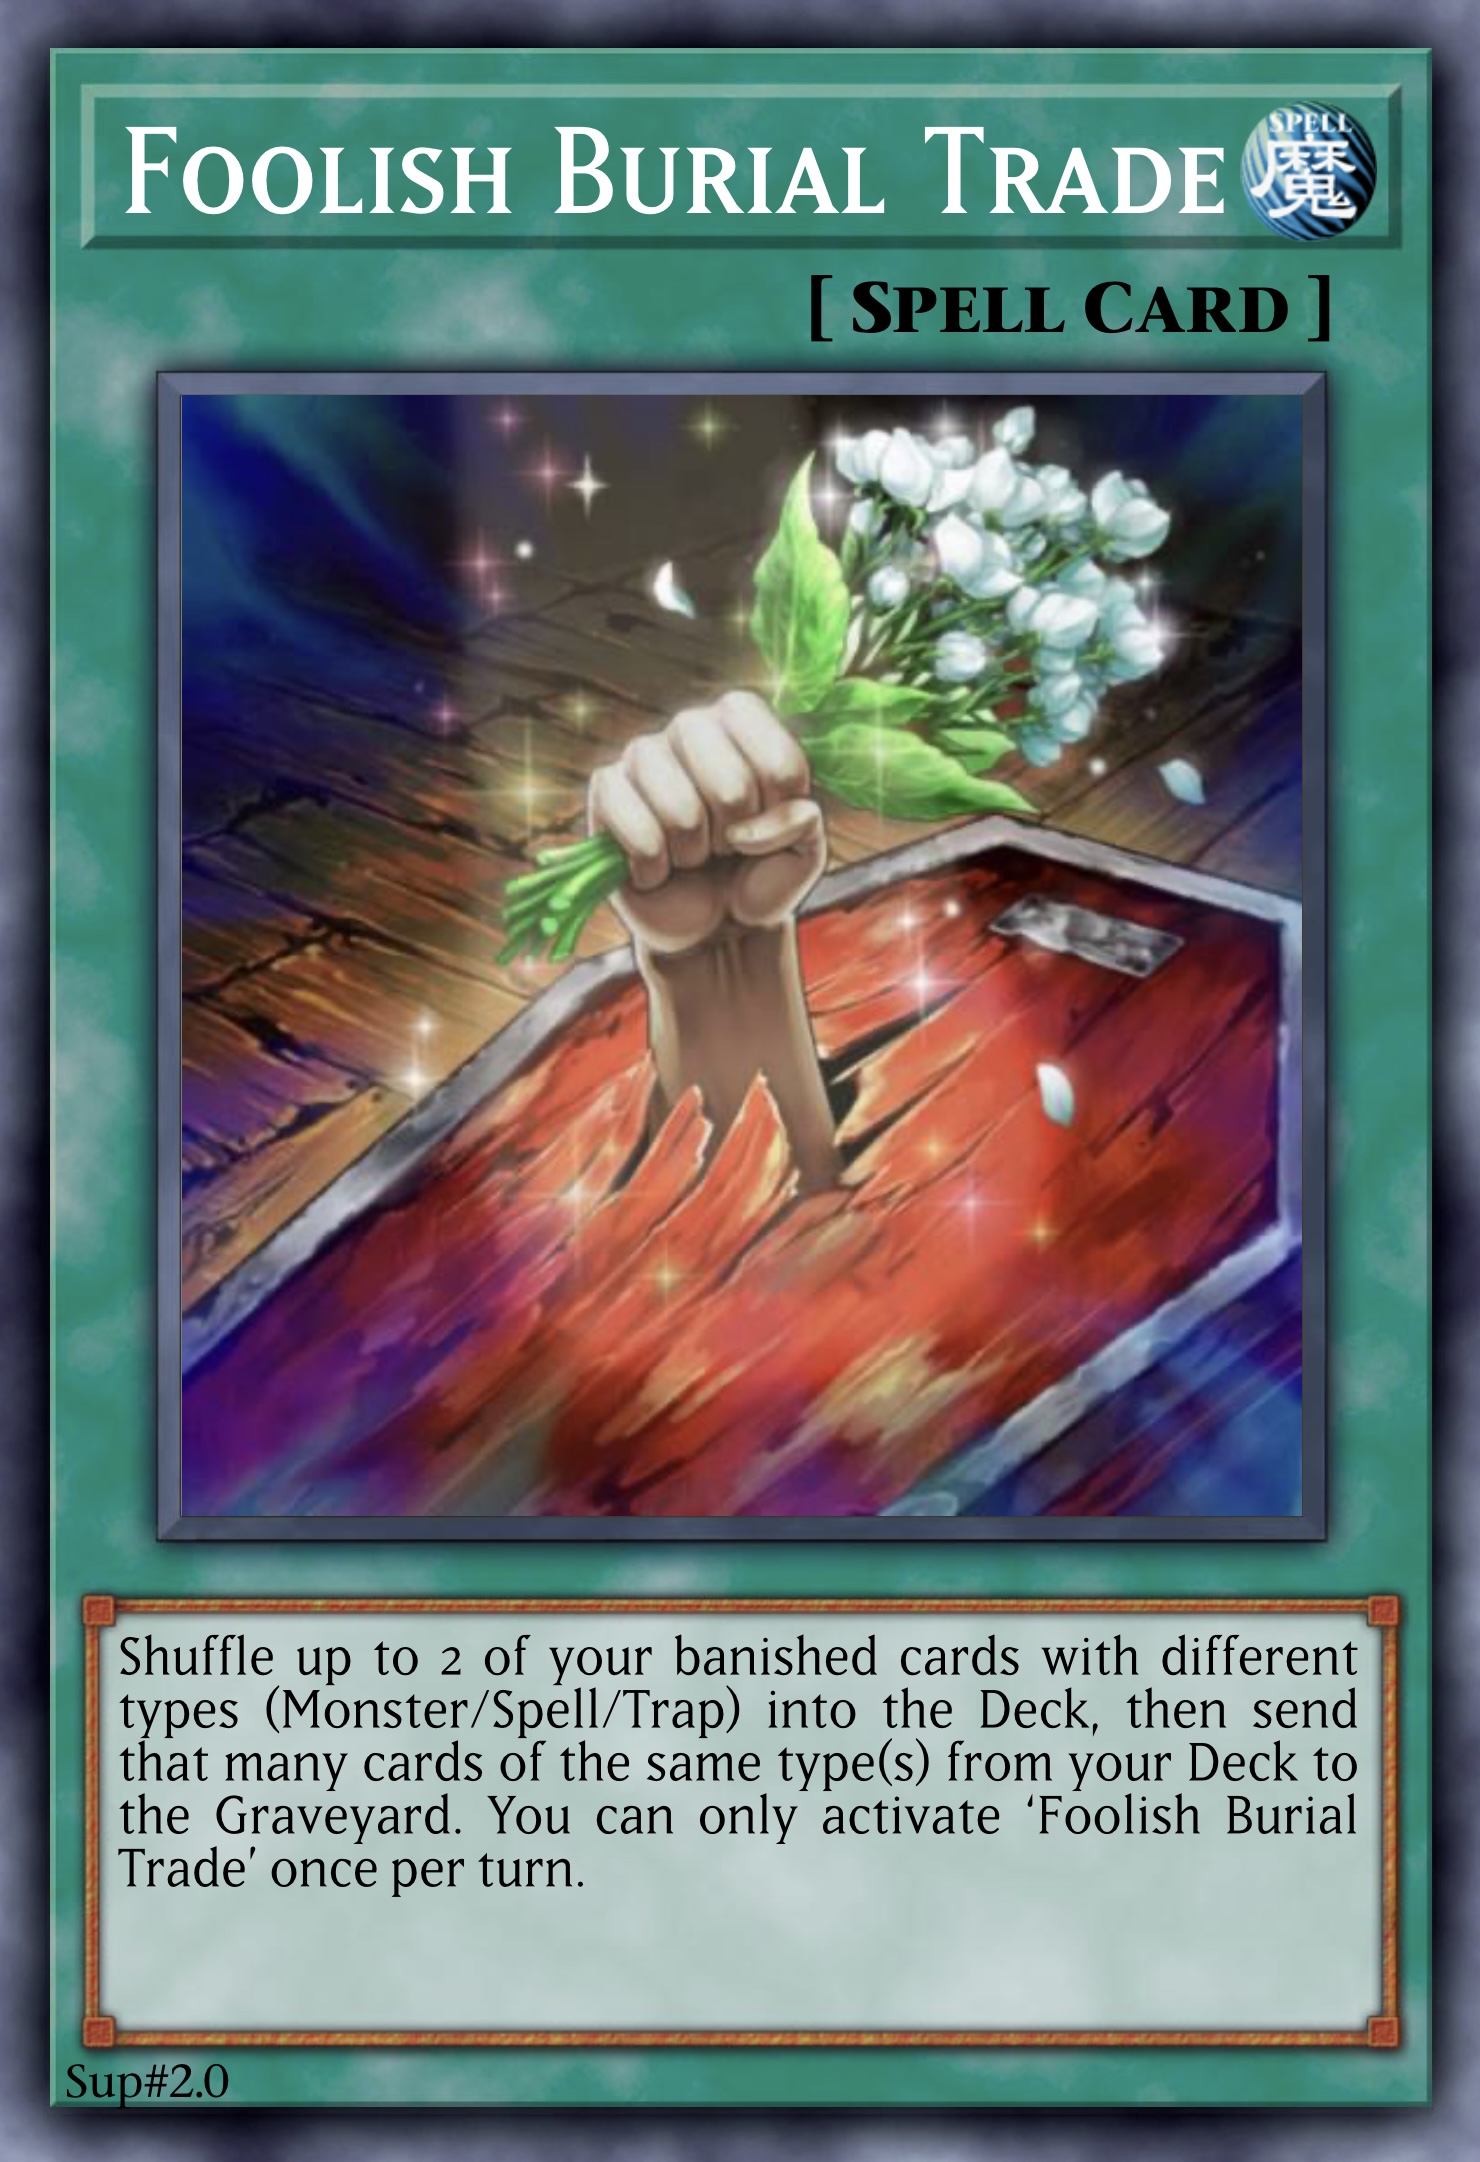 Foolish Burial Trade
SPELL
魔
[ Spell Card ]
Shuffle up to 2 of your banished cards with different
types (Monster/Spell/Trap) into the Deck, then send
that many cards of the same type(s) from your Deck to
the Graveyard. You can only activate ‘Foolish Burial
Trade’ once per turn.
Sup#2.0